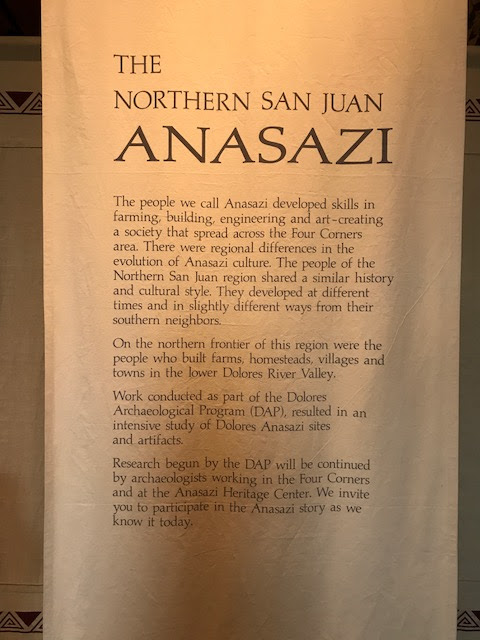 THE
NORTHERN SAN JUAN
ANASAZI
The people we call Anasazi developed skills in
farming, building, engineering and art-creating
a society that spread across the Four Corners
area. There were regional differences in the
evolution of Anasazi culture. The people of the
Northern San Juan region shared a similar history
and cultural style. They developed at different
times and in slightly different ways from their
southern neighbors.
On the northern frontier of this region were the
people who built farms, homesteads, villages and
towns in the lower Dolores River Valley.
Work conducted as part of the Dolores
Archaeological Program (DAP), resulted in an
intensive study of Dolores Anasazi sites
and artifacts.
Research begun by the DAP will be continued
by archaeologists working in the Four Corners
and at the Anasazi Heritage Center. We invite
you to participate in the Anasazi story as we
know it today.